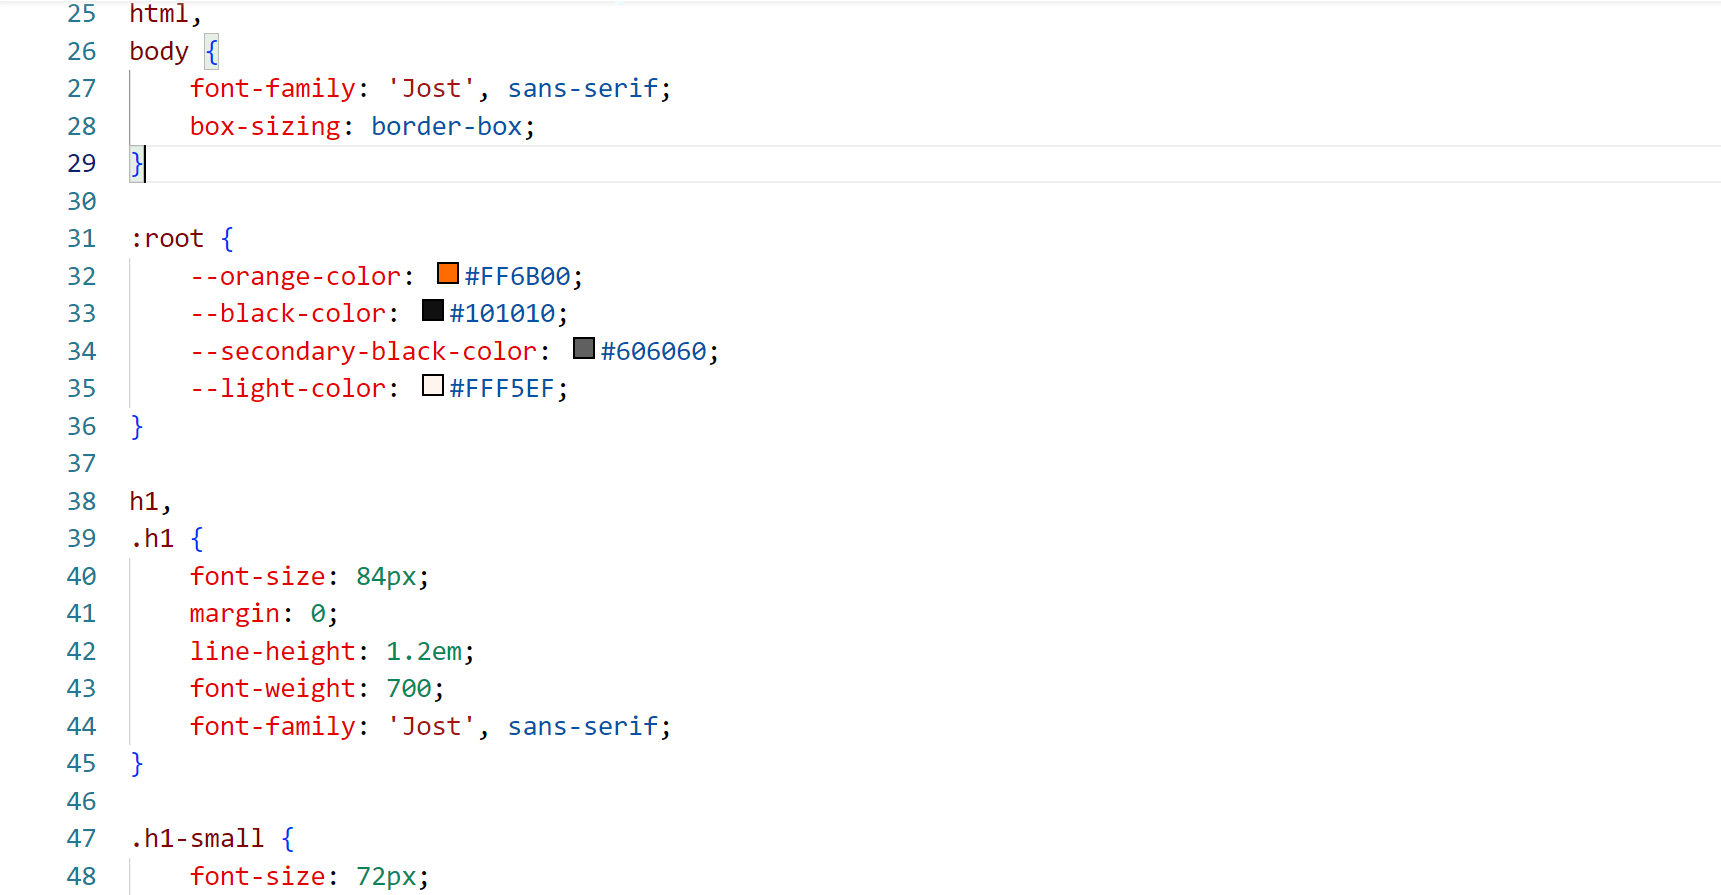 25 html,
26 body {
27     font-family: 'Jost', sans-serif;
28     box-sizing: border-box;
29 }
30
31 :root {
32     --orange-color: #FF6B00;
33     --black-color: #101010;
34     --secondary-black-color: #606060;
35     --light-color: #FFF5EF;
36 }
37
38 h1,
39 .h1 {
40     font-size: 84px;
41     margin: 0;
42     line-height: 1.2em;
43     font-weight: 700;
44     font-family: 'Jost', sans-serif;
45 }
46
47 .h1-small {
48     font-size: 72px;